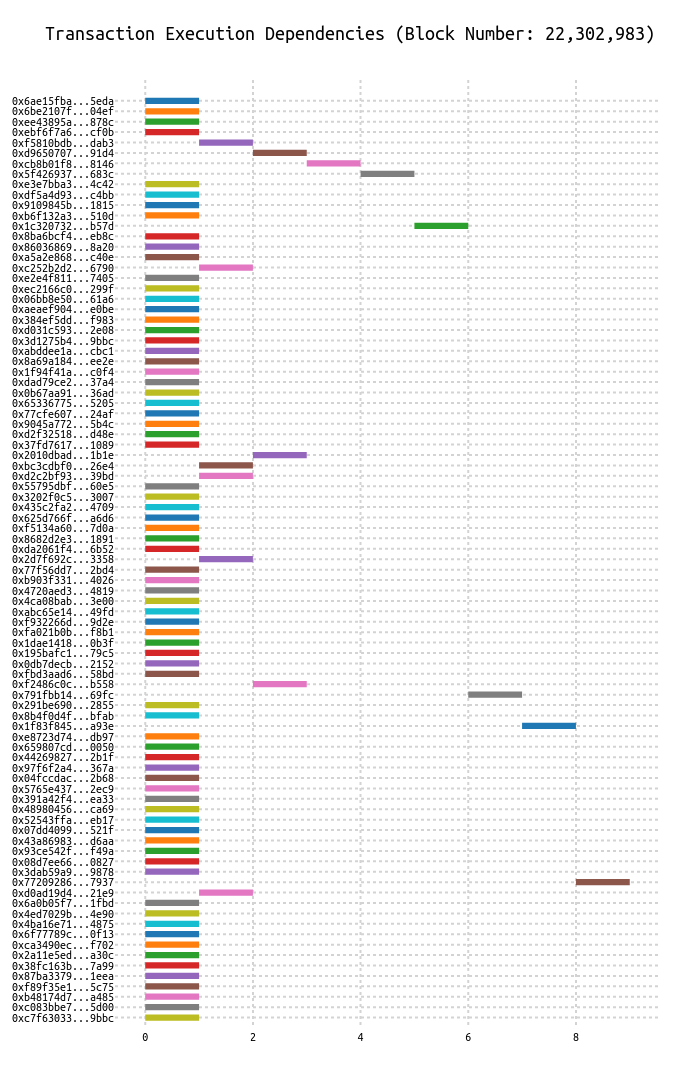 Transaction Execution Dependencies (Block Number: 22,302,983)
0x6ae15fba...5eda
0x6be2107f...04ef
0xee43895a...878c
0xebf6f7a6...cf0b
0xf5810bdb...dab3
0xd9650707...91d4
0xcb8b01f8...8146
0x5f426937...683c
0xe3e7bba3...4c42
0xdf5a4d93...c4bb
0x9109845b...1815
0xb6f132a3...510d
0x1c320732...b57d
0x8ba6bcf4...eb8c
0x86036869...8a20
0xa5a2e868...c40e
0xc252b2d2...6790
0xe2e4f811...7405
0xec2166c0...299f
0x06bb8e50...61a6
0xaeaef904...e0be
0x384ef5dd...f983
0xd031c593...2e08
0x3d1275b4...9bbc
0xabddee1a...cbc1
0x8a69a184...ee2e
0x1f94f41a...c0f4
0xdad79ce2...37a4
0x0b67aa91...36ad
0x65336775...5205
0x77cfe607...24af
0x9045a772...5b4c
0xd2f32518...d48e
0x37fd7617...1089
0x2010dbad...1b1e
0xbc3cdbf0...26e4
0xd2c2bf93...39bd
0x55795dbf...60e5
0x3202f0c5...3007
0x435c2fa2...4709
0x625d766f...a6d6
0xf5134a60...7d0a
0x8682d2e3...1891
0xda2061f4...6b52
0x2d7f692c...3358
0x77f56dd7...2bd4
0xb903f331...4026
0x4720aed3...4819
0x4ca08bab...3e00
0xabc65e14...49fd
0xf932266d...9d2e
0xfa021b0b...f8b1
0x1dae1418...0b3f
0x195bafc1...79c5
0x0db7decb...2152
0xfbd3aad6...58bd
0xf2486c0c...b558
0x791fbb14...69fc
0x291be690...2855
0x8b4f0d4f...bfab
0x1f83f845...a93e
0xe8723d74...db97
0x659807cd...0050
0x44269827...2b1f
0x97f6f2a4...367a
0x04fccdac...2b68
0x5765e437...2ec9
0x391a42f4...ea33
0x48980456...ca69
0x52543ffa...eb17
0x07dd4099...521f
0x43a86983...d6aa
0x93ce542f...f49a
0x08d7ee66...0827
0x3dab59a9...9878
0x77209286...7937
0xd0ad19d4...21e9
0x6a0b05f7...1fbd
0x4ed7029b...4e90
0x4ba16e71...4875
0x6f77789c...0f13
0xca3490ec...f702
0x2a11e5ed...a30c
0x38fc163b...7a99
0x87ba3379...1eea
0xf89f35e1...5c75
0xb48174d7...a485
0xc083bbe7...5d00
0xc7f63033...9bbc
0 2 4 6 8